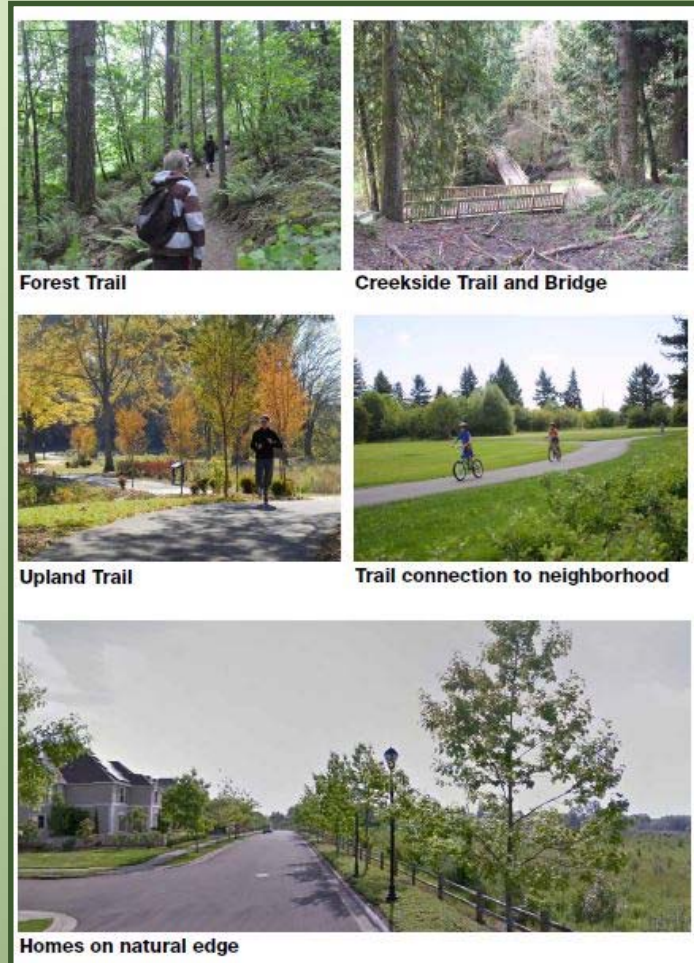 Forest Trail
Creekside Trail and Bridge
Upland Trail
Trail connection to neighborhood
Homes on natural edge